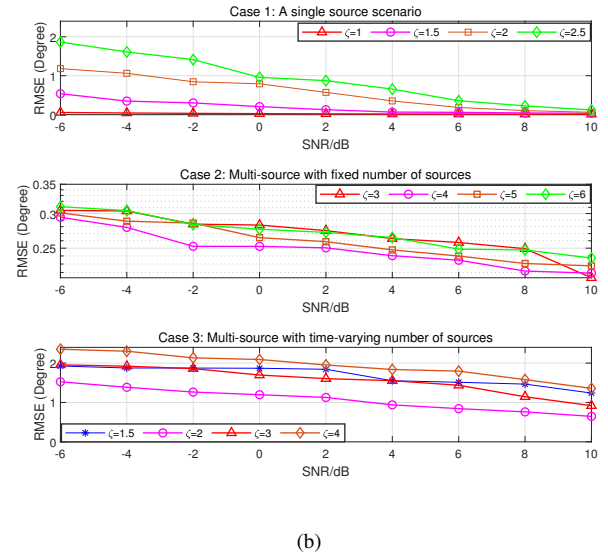 Case 1: A single source scenario
ζ=1 ζ=1.5 ζ=2 ζ=2.5
RMSE (Degree)
2
1
0
-6 -4 -2 0 2 4 6 8 10
SNR/dB
Case 2: Multi-source with fixed number of sources
ζ=3 ζ=4 ζ=5 ζ=6
RMSE (Degree)
0.35
0.3
0.25
-6 -4 -2 0 2 4 6 8 10
SNR/dB
Case 3: Multi-source with time-varying number of sources
RMSE (Degree)
2
1
0
ζ=1.5 ζ=2 ζ=3 ζ=4
-6 -4 -2 0 2 4 6 8 10
SNR/dB
(b)